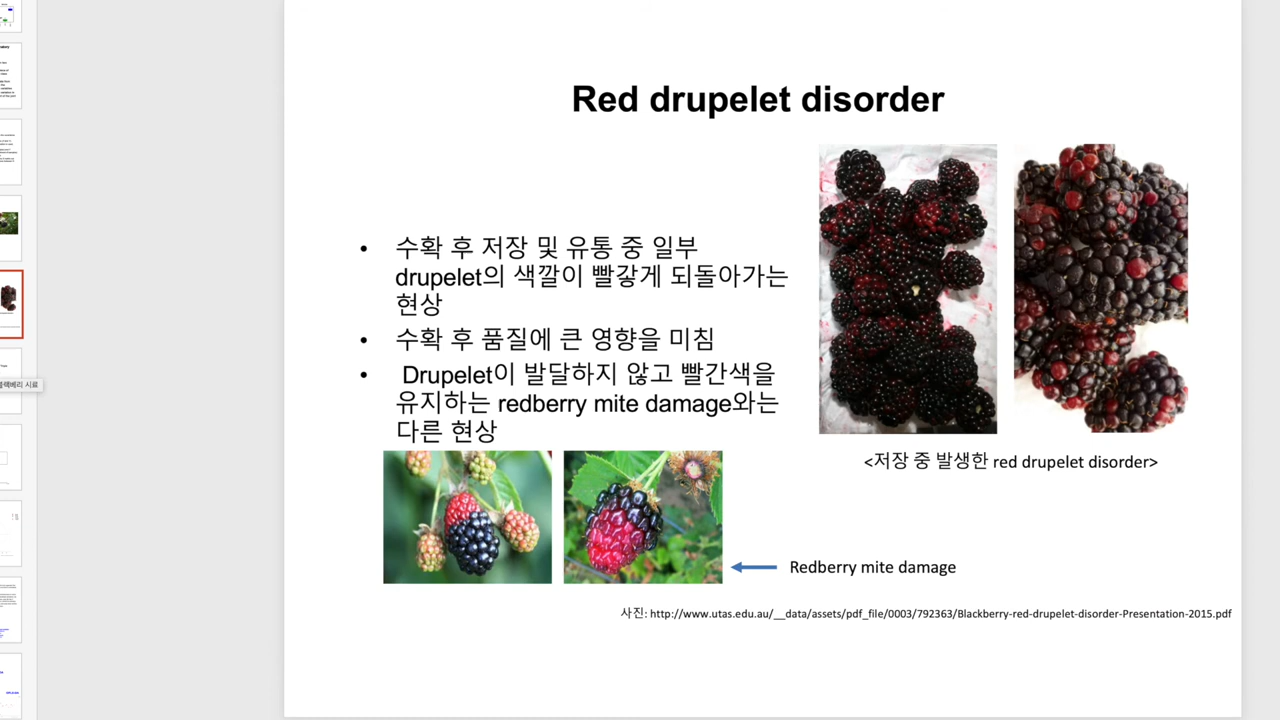 Red drupelet disorder
• 수확 후 저장 및 유통 중 일부
drupelet의 색깔이 빨갛게 되돌아가는
현상
• 수확 후 품질에 큰 영향을 미침
• Drupelet이 발달하지 않고 빨간색을
유지하는 redberry mite damage와는
다른 현상
<저장 중 발생한 red drupelet disorder>
Redberry mite damage
사진: http://www.utas.edu.au/__data/assets/pdf_file/0003/792363/Blackberry-red-drupelet-disorder-Presentation-2015.pdf
블랙베리 시료